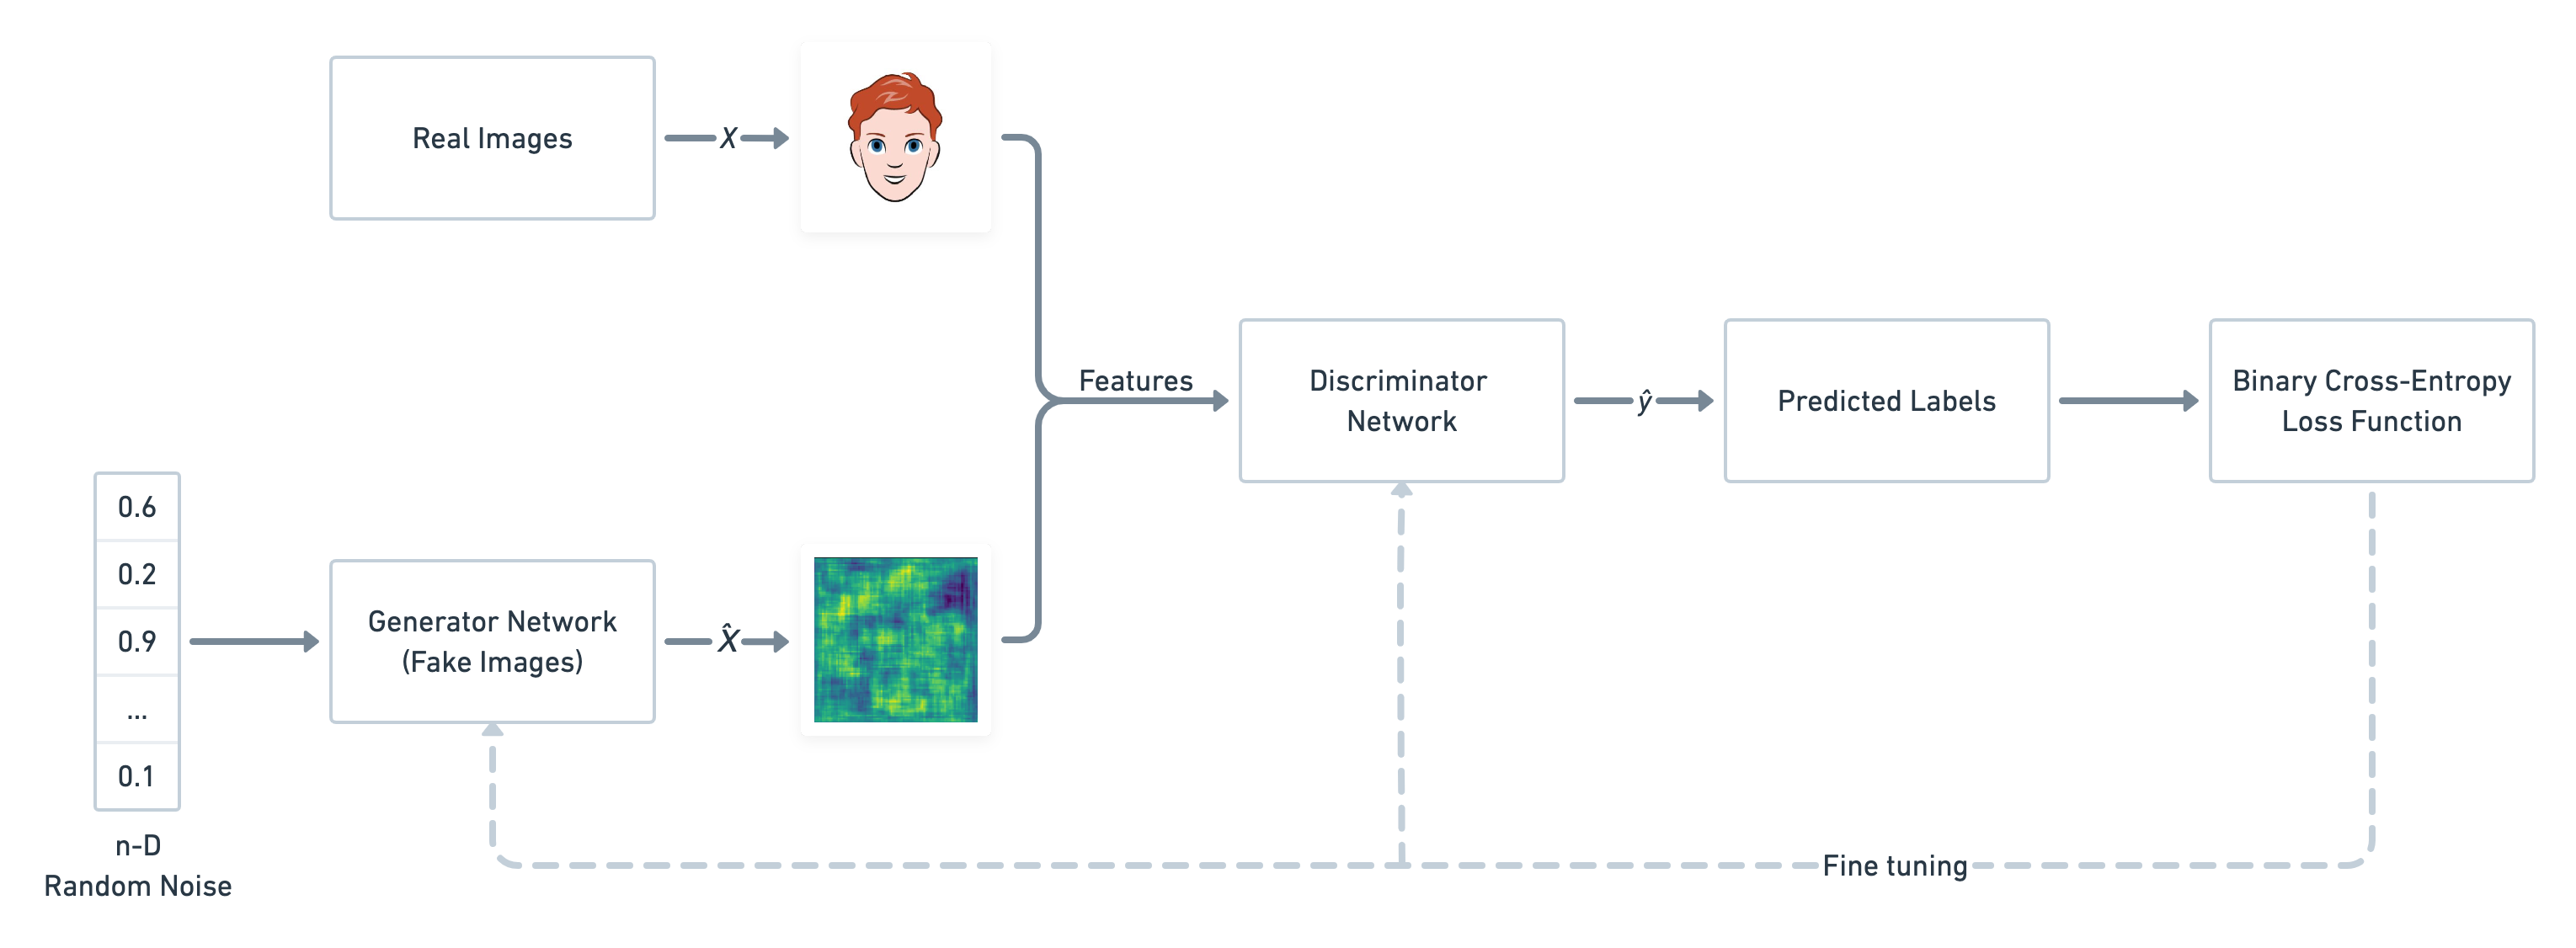 Real Images
X
Features
Discriminator
Network
ŷ
Predicted Labels
Binary Cross-Entropy
Loss Function
0.6
0.2
0.9
...
0.1
n-D
Random Noise
Generator Network
(Fake Images)
X̂
Fine tuning